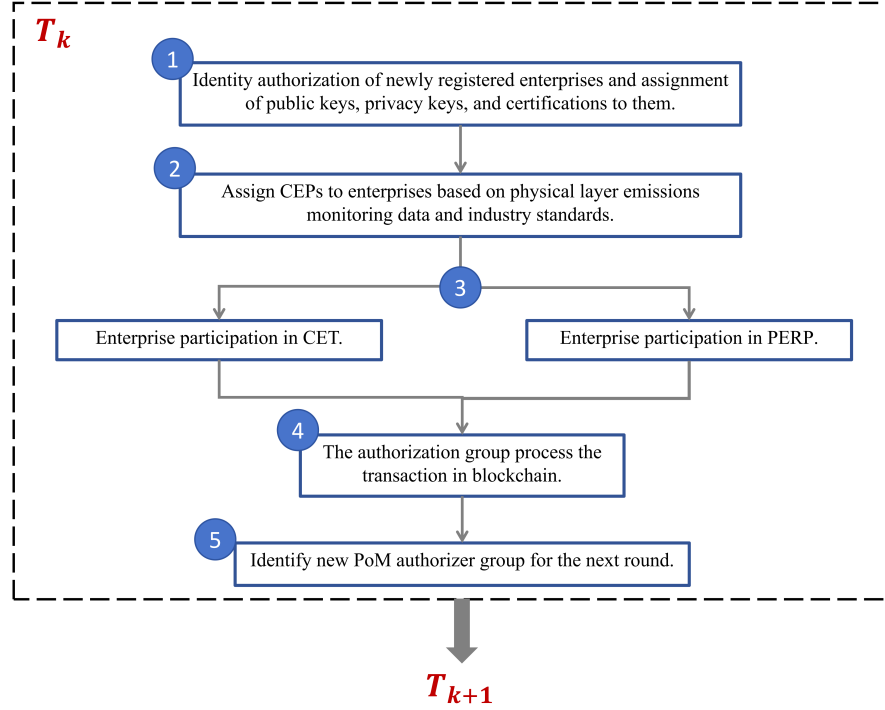 T_k
1
Identity authorization of newly registered enterprises and assignment
of public keys, privacy keys, and certifications to them.
2
Assign CEPs to enterprises based on physical layer emissions
monitoring data and industry standards.
3
Enterprise participation in CET.
Enterprise participation in PERP.
4
The authorization group process the
transaction in blockchain.
5
Identify new PoM authorizer group for the next round.
T_{k+1}